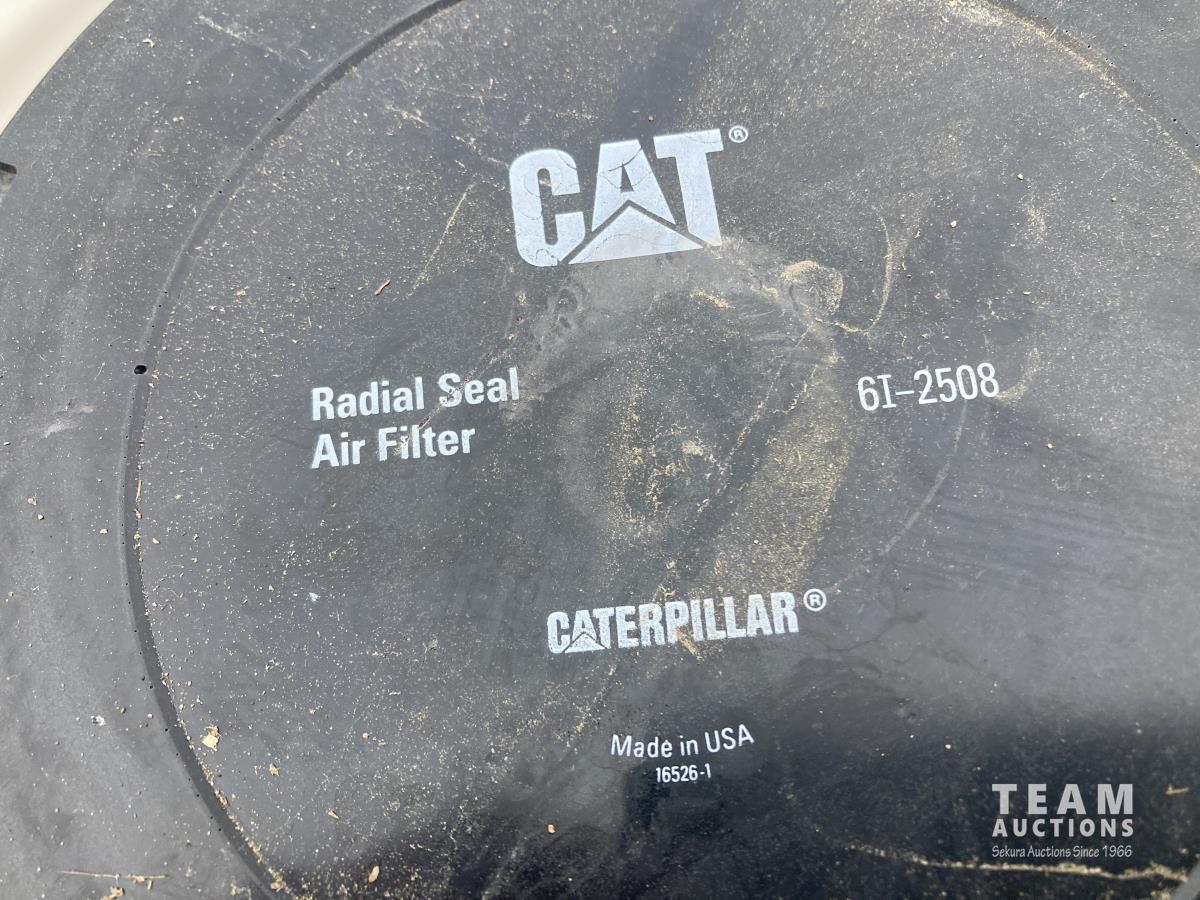 CAT®
Radial Seal
Air Filter
6I-2508
CATERPILLAR®
Made in USA
16526-1
TEAM
AUCTIONS
Sekura Auctions Since 1966